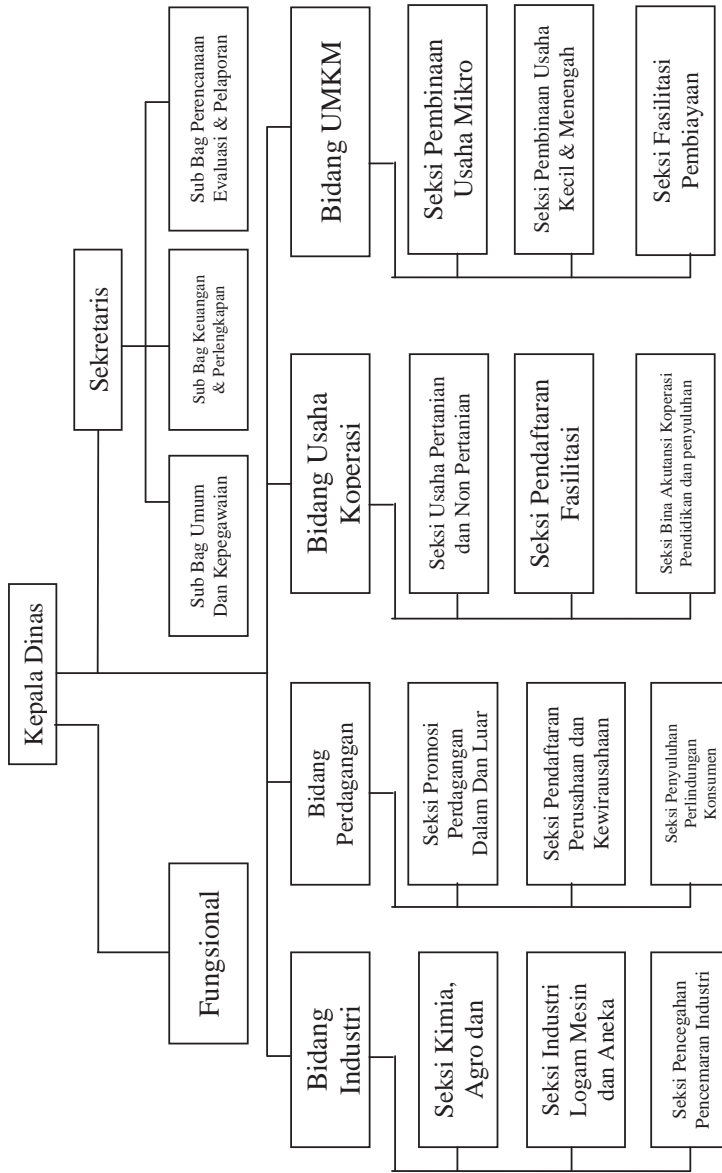 Kepala Dinas
Sekretaris
Fungsional
Sub Bag Umum
Dan Kepegawaian
Sub Bag Keuangan
& Perlengkapan
Sub Bag Perencanaan
Evaluasi & Pelaporan
Bidang
Industri
Bidang
Perdagangan
Bidang Usaha
Koperasi
Bidang UMKM
Seksi Kimia,
Agro dan
Seksi Industri
Logam Mesin
dan Aneka
Seksi Pencegahan
Pencemaran Industri
Seksi Promosi
Perdagangan
Dalam Dan Luar
Seksi Pendaftaran
Perusahaan dan
Kewirausahaan
Seksi Penyuluhan
Perlindungan
Konsumen
Seksi Usaha Pertanian
dan Non Pertanian
Seksi Pendaftaran
Fasilitasi
Seksi Bina Akutansi Koperasi
Pendidikan dan penyuluhan
Seksi Pembinaan
Usaha Mikro
Seksi Pembinaan Usaha
Kecil & Menengah
Seksi Fasilitasi
Pembiayaan